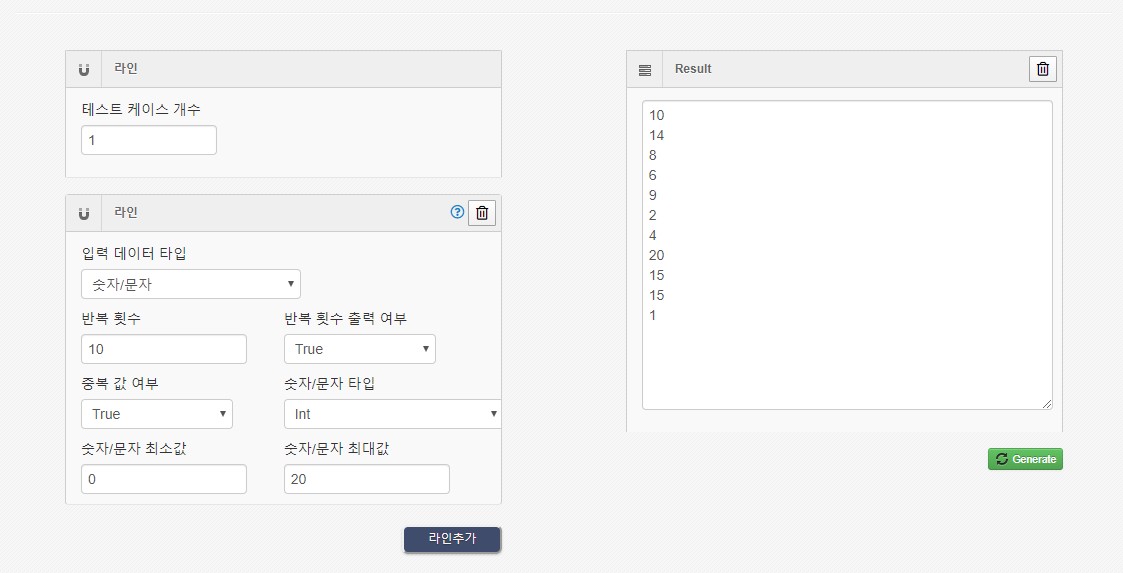 라인
테스트 케이스 개수
1
라인
입력 데이터 타입
숫자/문자
반복 횟수 반복 횟수 출력 여부
10 True
중복 값 여부 숫자/문자 타입
True Int
숫자/문자 최소값 숫자/문자 최대값
0 20
라인추가
Result
10
14
8
6
9
2
4
20
15
15
1
Generate